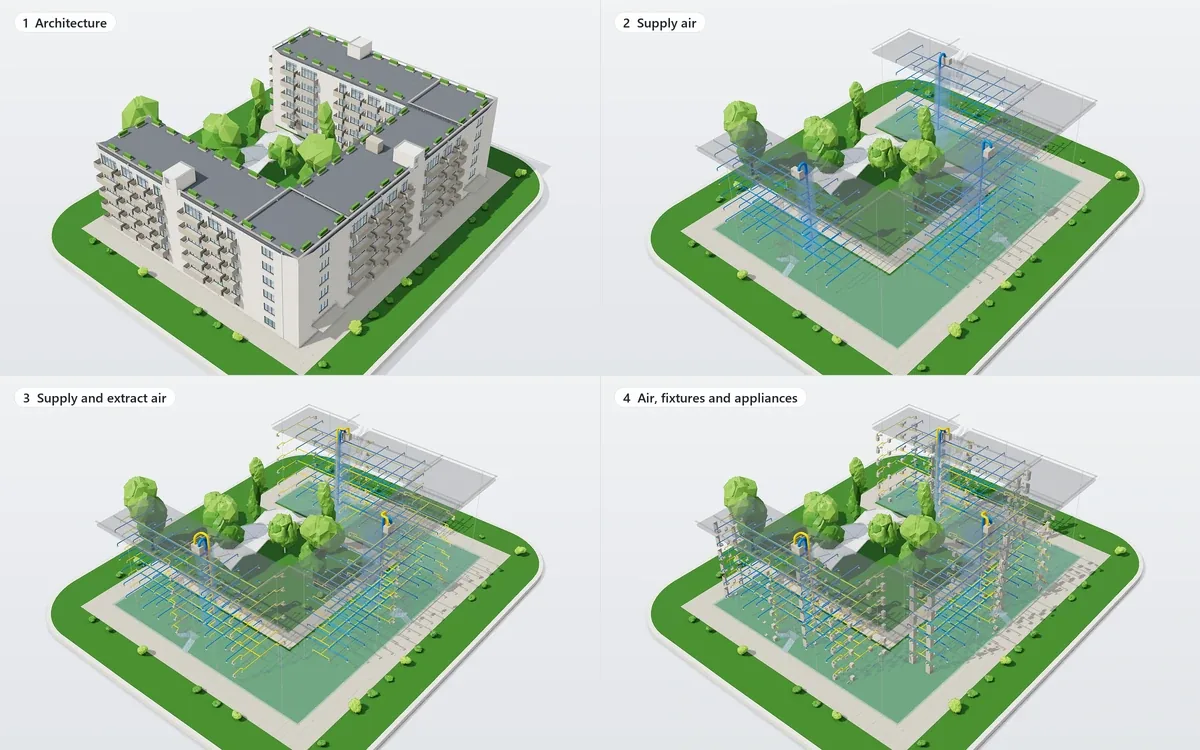 1 Architecture
2 Supply air
3 Supply and extract air
4 Air, fixtures and appliances